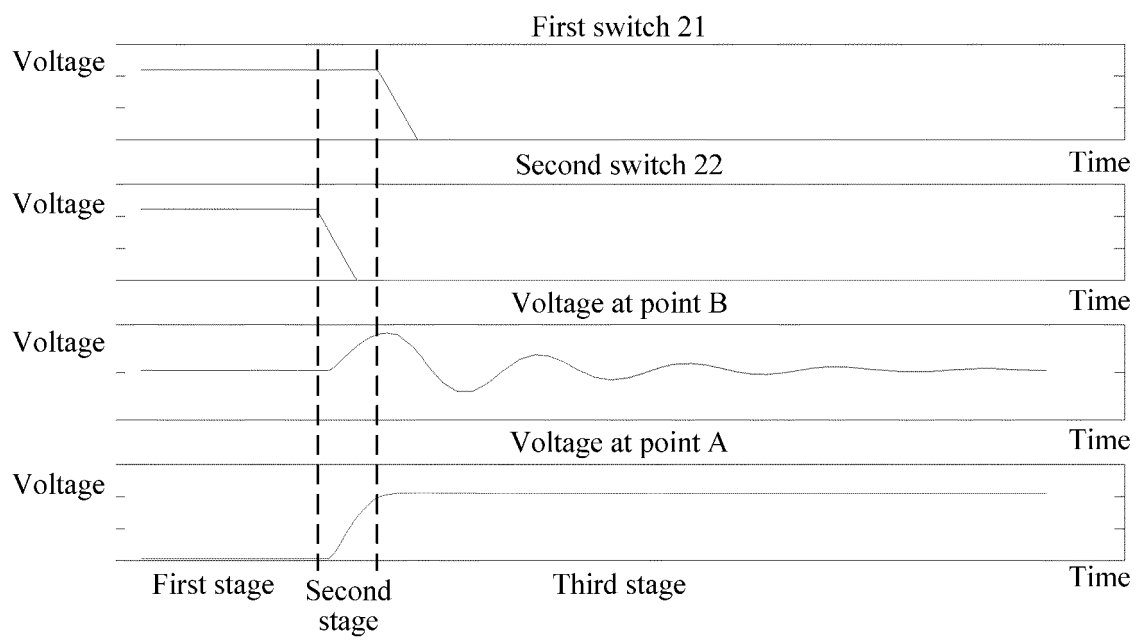 First switch 21
Voltage
Time
Second switch 22
Voltage
Time
Voltage at point B
Voltage
Time
Voltage at point A
Voltage
Time
First stage
Second
stage
Third stage